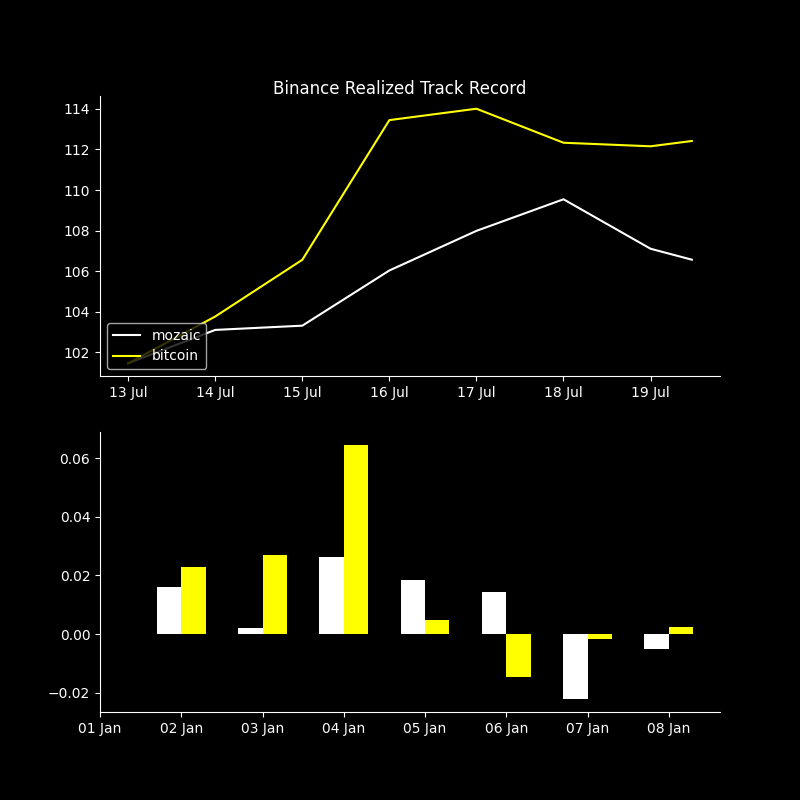 Binance Realized Track Record
114
112
110
108
106
104
102
mozaic
bitcoin
13 Jul 14 Jul 15 Jul 16 Jul 17 Jul 18 Jul 19 Jul
0.06
0.04
0.02
0.00
−0.02
01 Jan 02 Jan 03 Jan 04 Jan 05 Jan 06 Jan 07 Jan 08 Jan